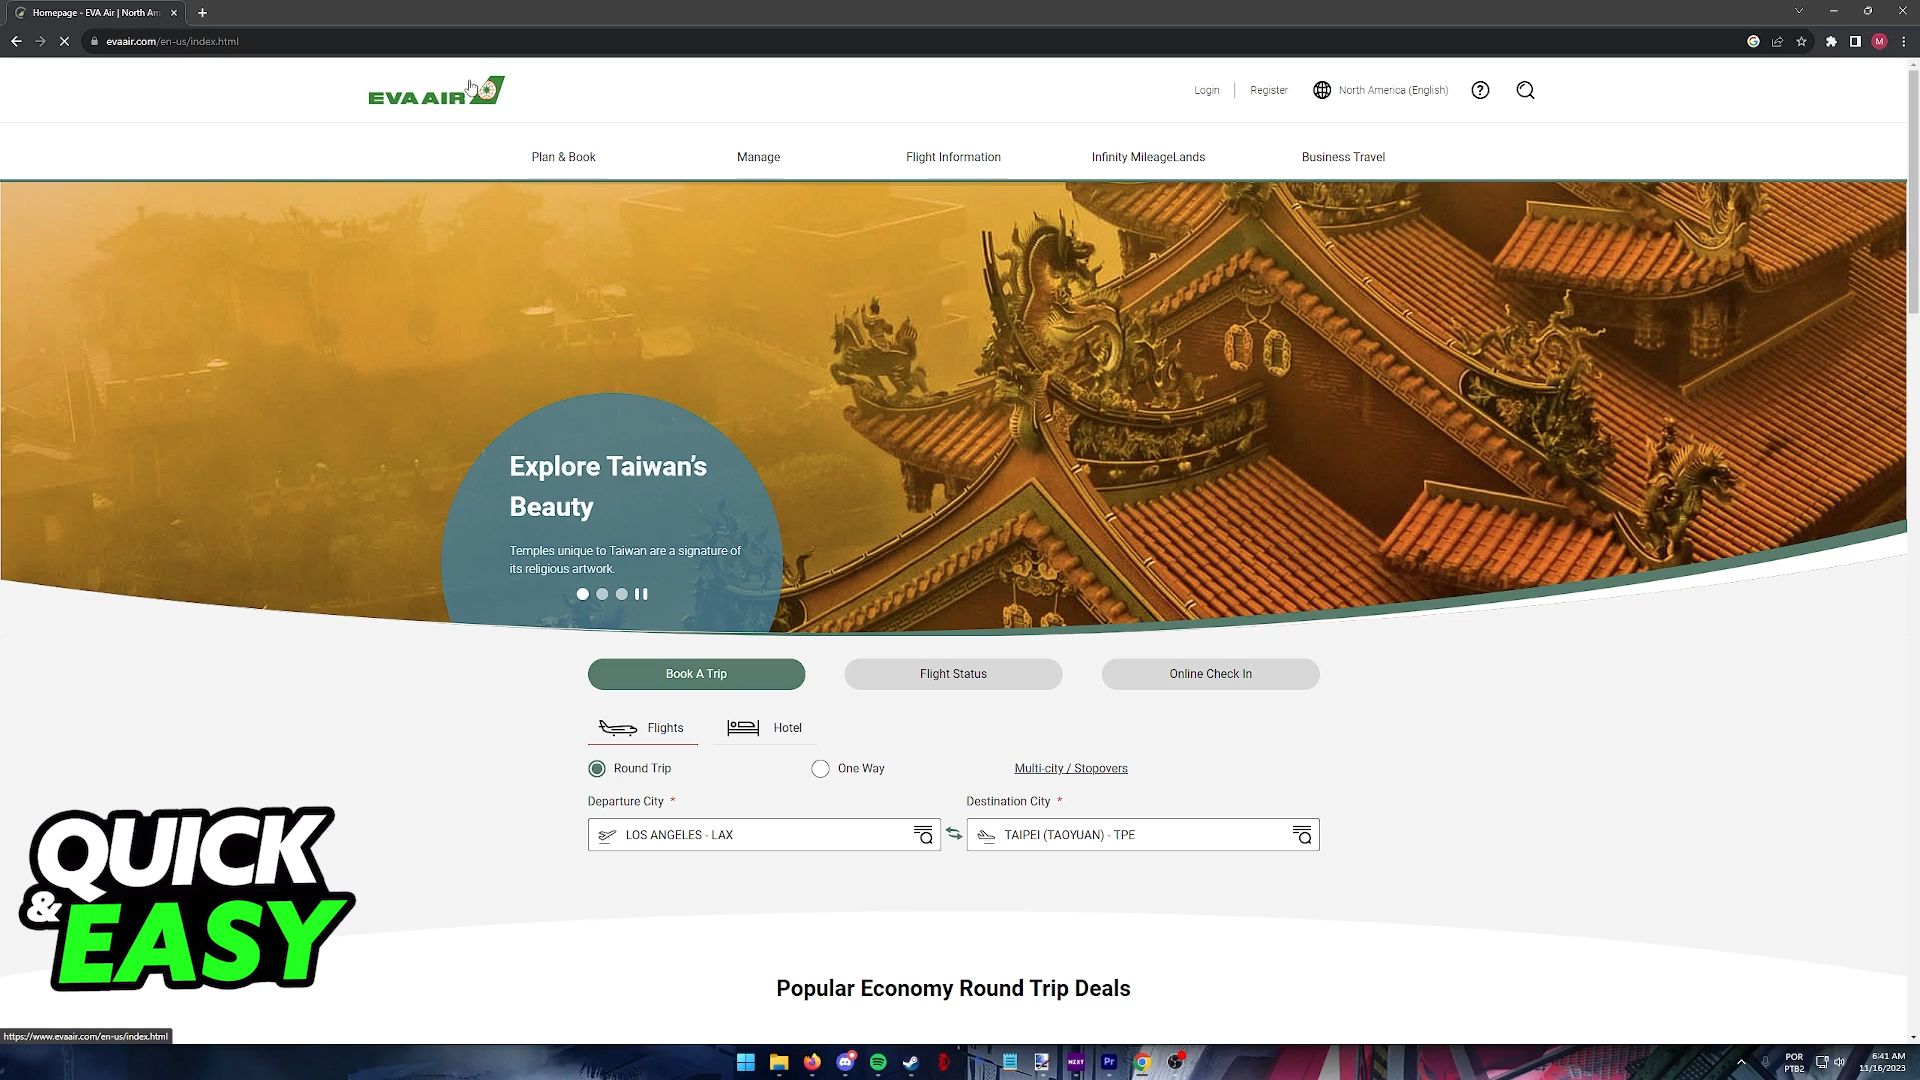 Homepage - EVA Air | North Am
evaair.com/en-us/index.html
M
EVA AIR
Login
Register
North America (English)
Plan & Book
Manage
Flight Information
Infinity MileageLands
Business Travel
Explore Taiwan's
Beauty
Temples unique to Taiwan are a signature of
its religious artwork.
Book A Trip
Flight Status
Online Check In
Flights
Hotel
Round Trip
One Way
Multi-city / Stopovers
Departure City *
Destination City *
LOS ANGELES - LAX
TAIPEI (TAOYUAN) - TPE
QUICK
& EASY
Popular Economy Round Trip Deals
https://www.evaair.com/en-us/index.html
NZXT
Pr
POR
PTB2
6:41 AM
11/16/2023